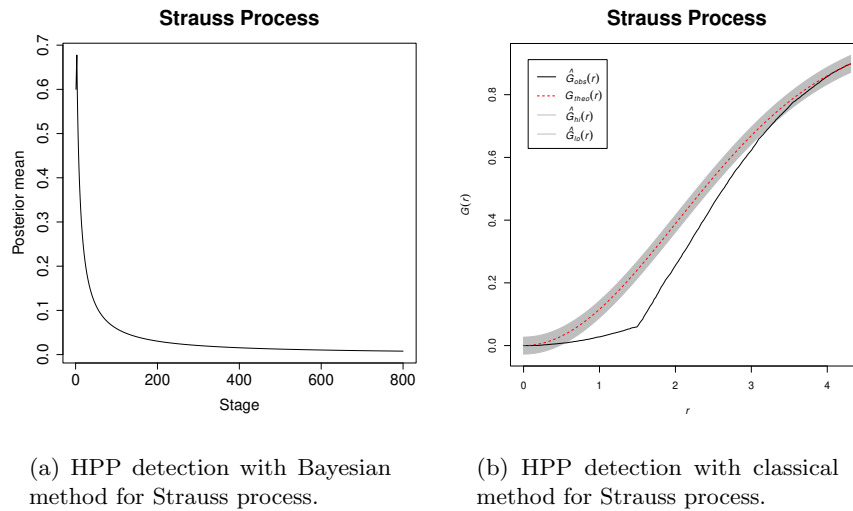 Strauss Process
Posterior mean
0.7
0.6
0.5
0.4
0.3
0.2
0.1
0.0
0 200 400 600 800
Stage
(a) HPP detection with Bayesian
method for Strauss process.
Strauss Process
Ĝobs(r)
Gtheo(r)
Ĝhi(r)
Ĝlo(r)
G(r)
0.8
0.6
0.4
0.2
0.0
0 1 2 3 4
r
(b) HPP detection with classical
method for Strauss process.